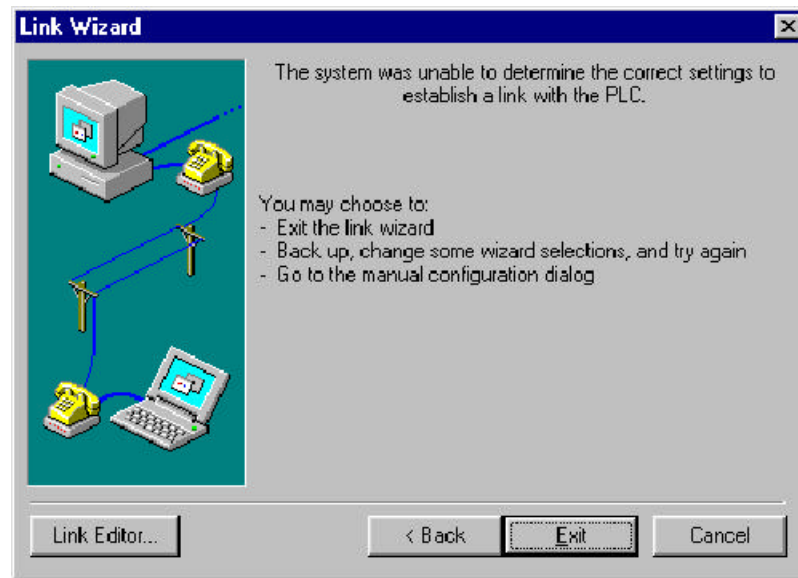 Link Wizard
The system was unable to determine the correct settings to
establish a link with the PLC.
You may choose to:
- Exit the link wizard
- Back up, change some wizard selections, and try again
- Go to the manual configuration dialog
Link Editor...
< Back
Exit
Cancel